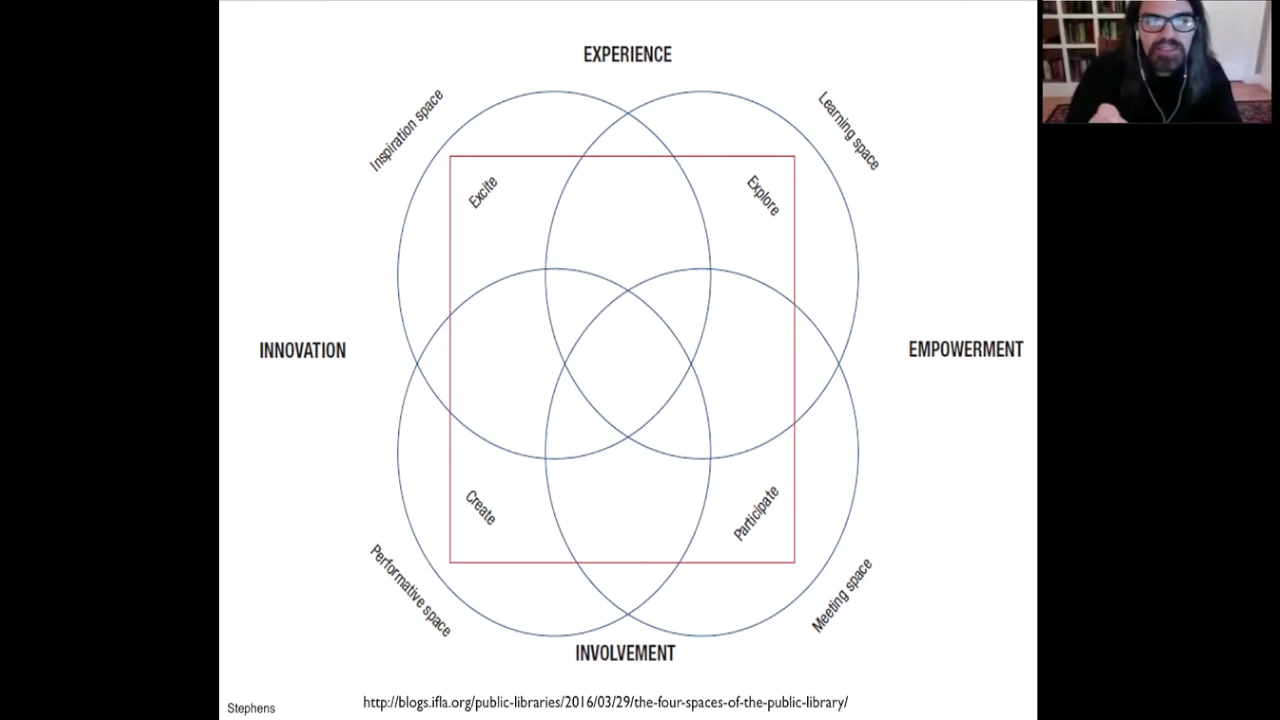 EXPERIENCE
Inspiration space
Learning space
Excite
Explore
INNOVATION
EMPOWERMENT
Create
Participate
Performative space
Meeting space
INVOLVEMENT
http://blogs.ifla.org/public-libraries/2016/03/29/the-four-spaces-of-the-public-library/
Stephens